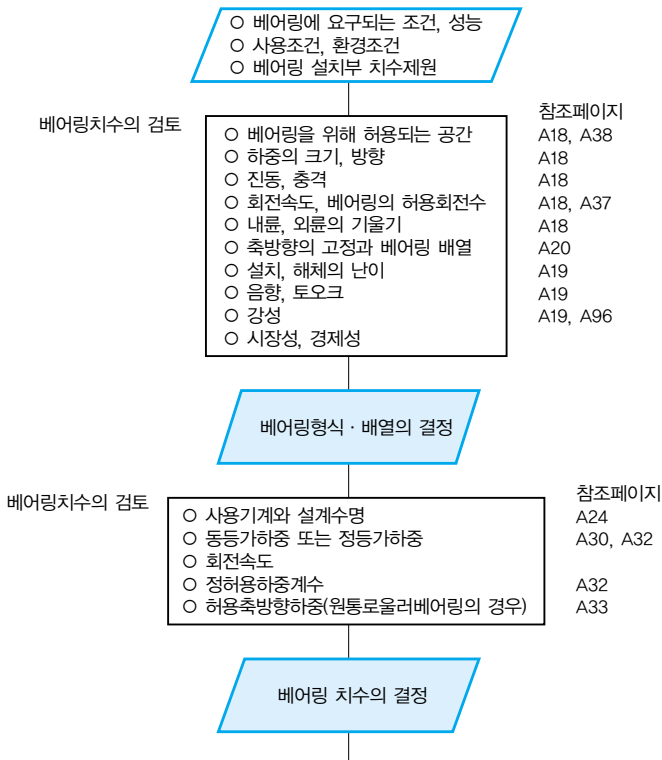 ○ 베어링에 요구되는 조건, 성능
○ 사용조건, 환경조건
○ 베어링 설치부 치수제원
베어링치수의 검토
참조페이지
○ 베어링을 위해 허용되는 공간 A18, A38
○ 하중의 크기, 방향 A18
○ 진동, 충격 A18
○ 회전속도, 베어링의 허용회전수 A18, A37
○ 내륜, 외륜의 기울기 A18
○ 축방향의 고정과 베어링 배열 A20
○ 설치, 해체의 난이 A19
○ 음향, 토오크 A19
○ 강성 A19, A96
○ 시장성, 경제성
베어링형식 · 배열의 결정
베어링치수의 검토
참조페이지
○ 사용기계와 설계수명 A24
○ 동등가하중 또는 정등가하중 A30, A32
○ 회전속도
○ 정허용하중계수 A32
○ 허용축방향하중(원통로울러베어링의 경우) A33
베어링 치수의 결정